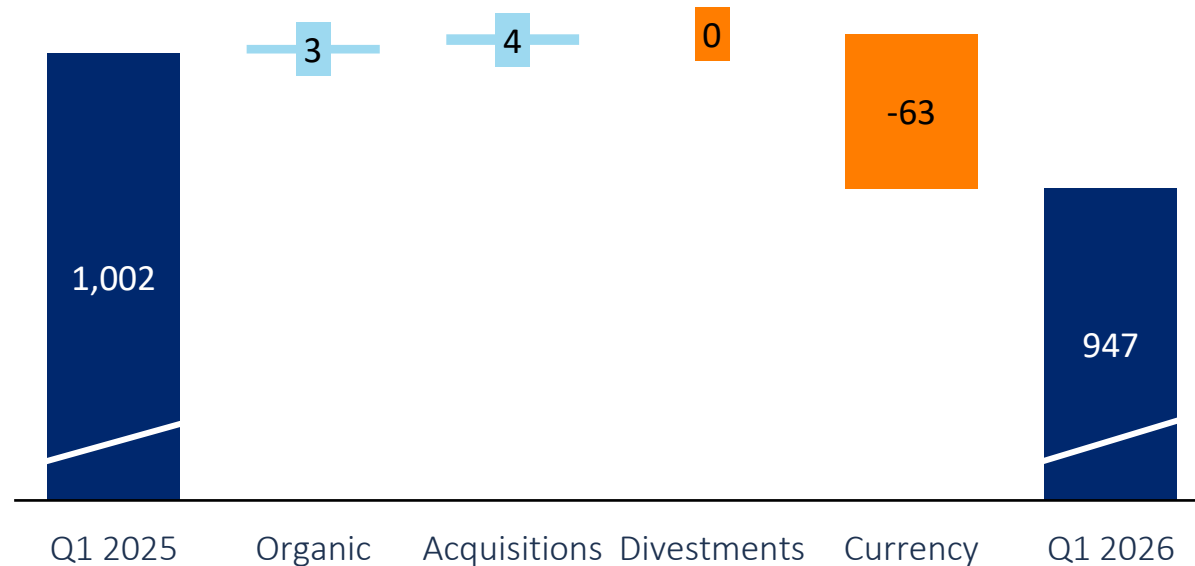 3
4
0
-63
1,002
947
Q1 2025
Organic
Acquisitions
Divestments
Currency
Q1 2026